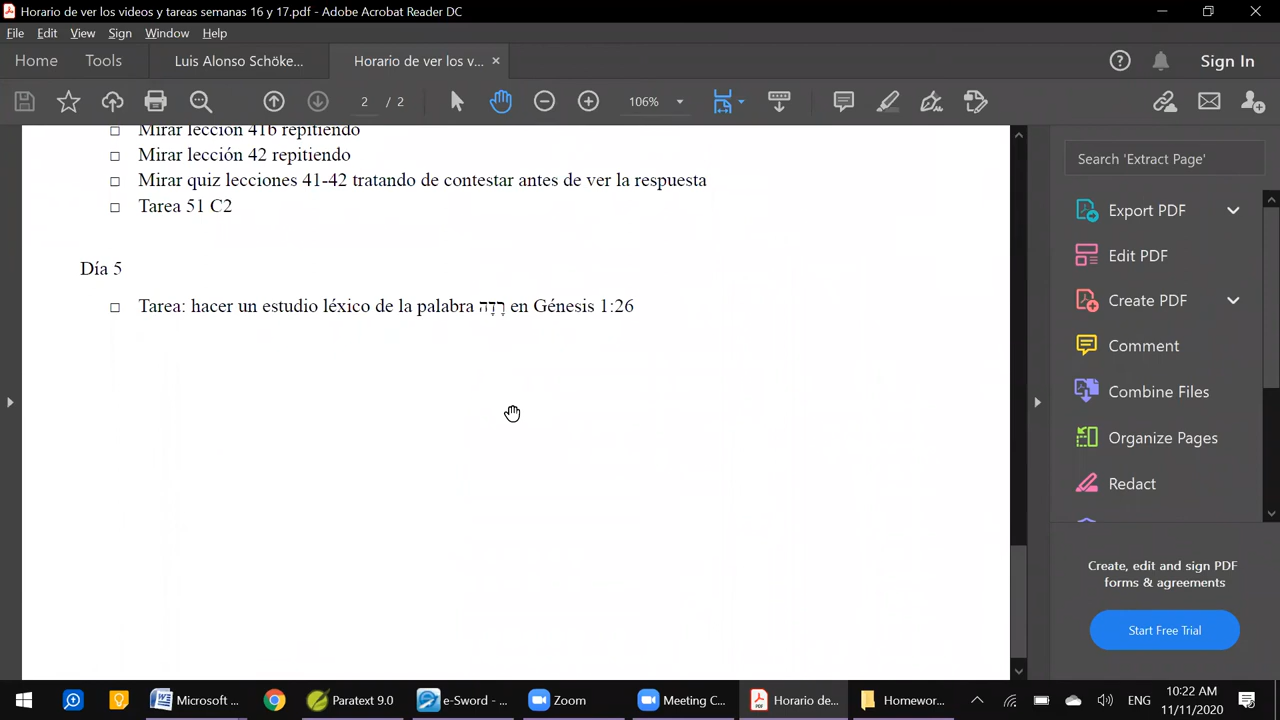 Horario de ver los videos y tareas semanas 16 y 17.pdf - Adobe Acrobat Reader DC
File Edit View Sign Window Help
Home Tools Luis Alonso Schöke... Horario de ver los v... × Sign In
2 / 2 106%
Mirar lección 41b repitiendo
Mirar lección 42 repitiendo
Mirar quiz lecciones 41-42 tratando de contestar antes de ver la respuesta
Tarea 51 C2
Día 5
Tarea: hacer un estudio léxico de la palabra רָדָה en Génesis 1:26
Search 'Extract Page'
Export PDF
Edit PDF
Create PDF
Comment
Combine Files
Organize Pages
Redact
Create, edit and sign PDF
forms & agreements
Start Free Trial
Microsoft ... Paratext 9.0 e-Sword - ... Zoom Meeting C... Horario de... Homewor... ENG 10:22 AM
11/11/2020